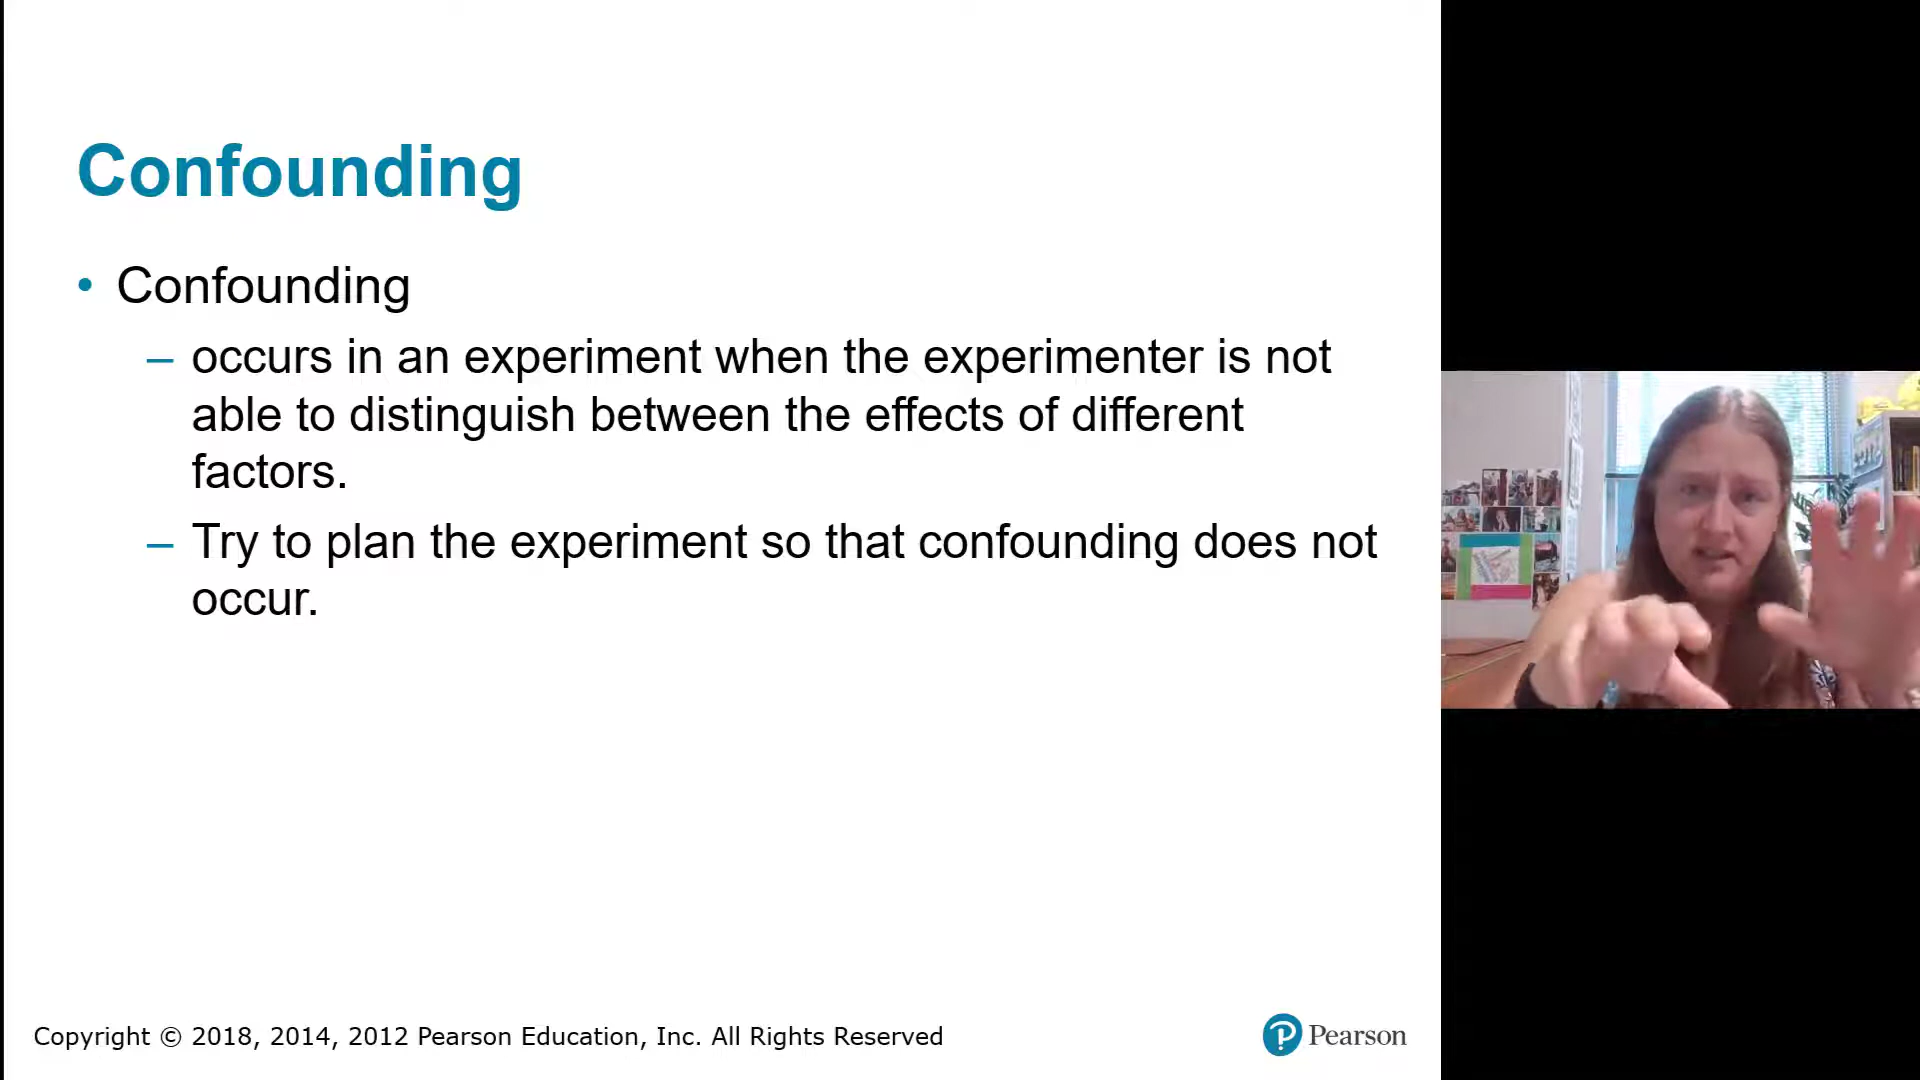 Confounding
• Confounding
– occurs in an experiment when the experimenter is not
able to distinguish between the effects of different
factors.
– Try to plan the experiment so that confounding does not
occur.
Copyright © 2018, 2014, 2012 Pearson Education, Inc. All Rights Reserved
Pearson